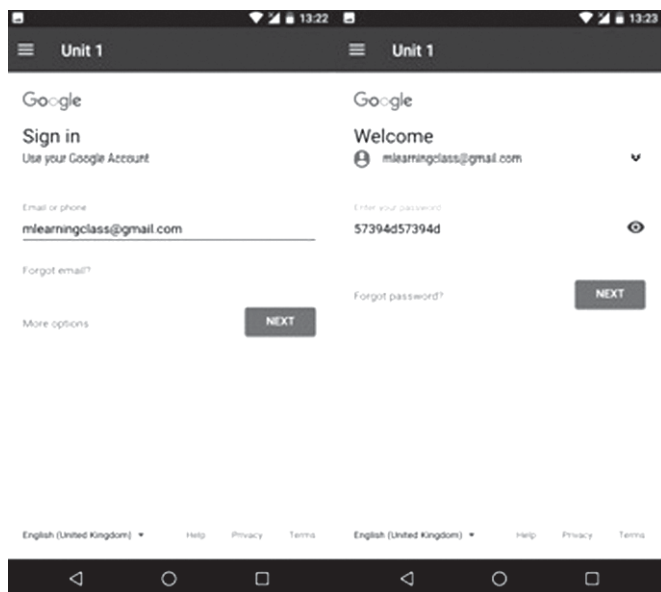 13:22
Unit 1
Google
Sign in
Use your Google Account
Email or phone
mlearningclass@gmail.com
Forgot email?
More options
NEXT
English (United Kingdom)
Help
Privacy
Terms
13:23
Unit 1
Google
Welcome
mlearningclass@gmail.com
Enter your password
57394d57394d
Forgot password?
NEXT
English (United Kingdom)
Help
Privacy
Terms